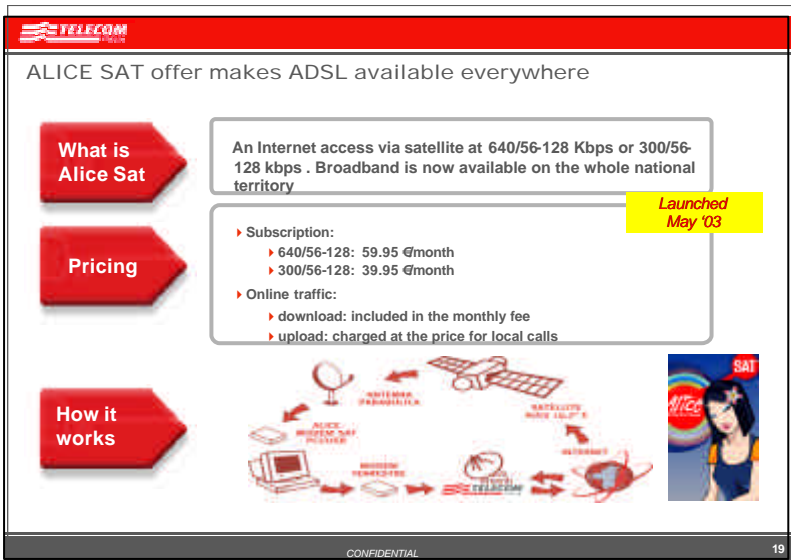 TELECOM
ALICE SAT offer makes ADSL available everywhere
What is
Alice Sat
An Internet access via satellite at 640/56-128 Kbps or 300/56-
128 kbps . Broadband is now available on the whole national
territory
Launched
May ‘03
Pricing
Subscription:
640/56-128: 59.95 €/month
300/56-128: 39.95 €/month
Online traffic:
download: included in the monthly fee
upload: charged at the price for local calls
How it
works
ANTENNA
PARABOLICA
SATELLITE
ALICE
MODEM SAT
INTERNET
MODEM
TERRESTRE
TELECOM
SAT
Alice
CONFIDENTIAL
19